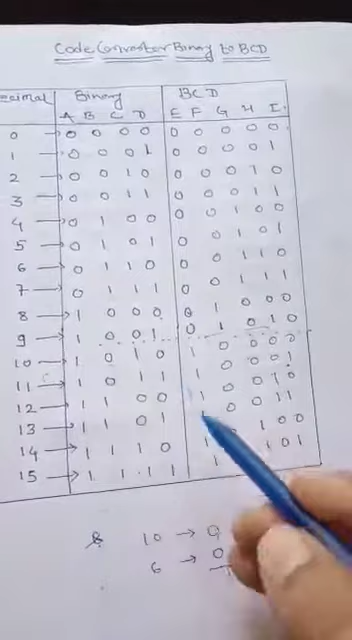 Code Converter Binary to BCD
ecimal Binary BCD
A B C D E F G H I
0 → 0 0 0 0 0 0 0 0 0
1 → 0 0 0 1 0 0 0 0 1
2 → 0 0 1 0 0 0 0 1 0
3 → 0 0 1 1 0 0 0 1 1
4 → 0 1 0 0 0 0 1 0 0
5 → 0 1 0 1 0 0 1 0 1
6 → 0 1 1 0 0 0 1 1 0
7 → 0 1 1 1 0 0 1 1 1
8 → 1 0 0 0 0 1 0 0 0
9 → 1 0 0 1 0 1 0 1 0
10 → 1 0 1 0 1 0 0 0 0
11 → 1 0 1 1 1 0 0 0 1
12 → 1 1 0 0 1 0 0 1 0
13 → 1 1 0 1 1 0 0 1 1
14 → 1 1 1 0 1 1 0 0
15 → 1 1 1 1 1 1 0 1
10 → 0
6 → 0